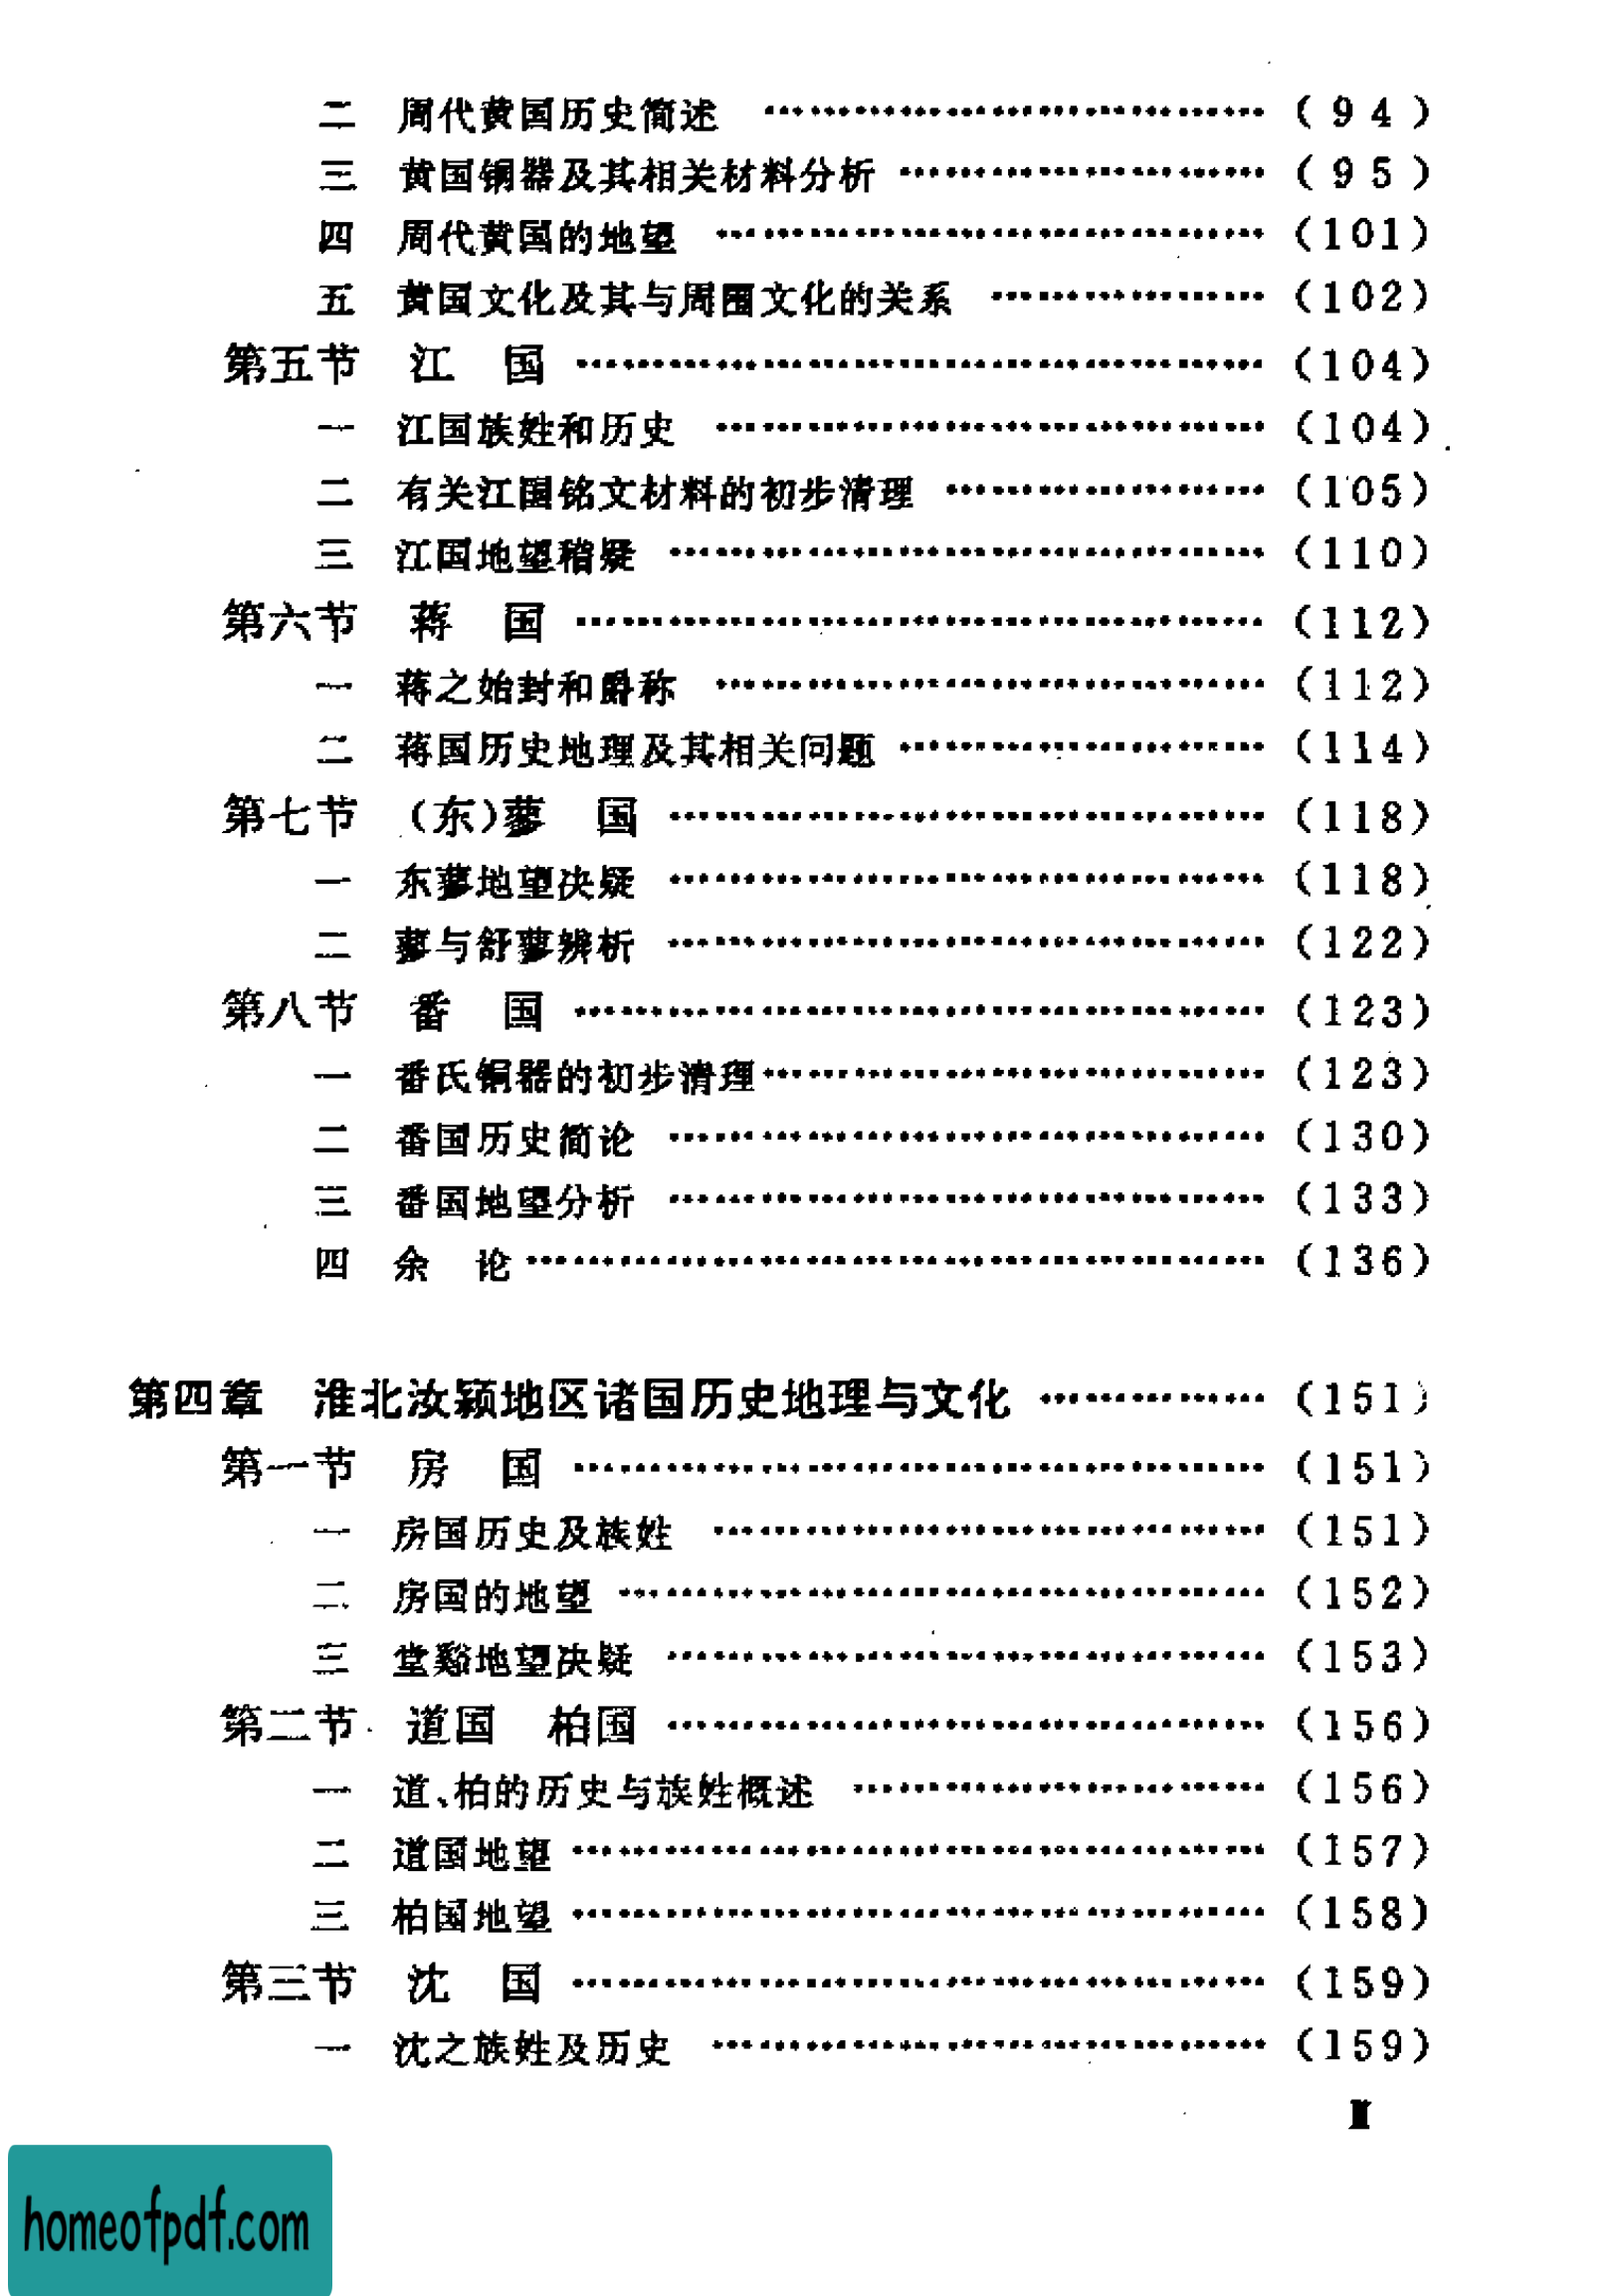 二 周代黄国历史简述 ……………………………… ( 94 )
三 黄国铜器及其相关材料分析 ……………………… ( 95 )
四 周代黄国的地望 ………………………………… (101)
五 黄国文化及其与周围文化的关系 ………………… (102)
第五节 江 国 ……………………………………… (104)
一 江国族姓和历史 ………………………………… (104)
二 有关江国铭文材料的初步清理 …………………… (105)
三 江国地望稽疑 …………………………………… (110)
第六节 蒋 国 ……………………………………… (112)
一 蒋之始封和爵称 ………………………………… (112)
二 蒋国历史地理及其相关问题 ……………………… (114)
第七节 (东)蓼 国 ………………………………… (118)
一 东蓼地望决疑 …………………………………… (118)
二 蓼与舒蓼辨析 …………………………………… (122)
第八节 番 国 ……………………………………… (123)
一 番氏铜器的初步清理 …………………………… (123)
二 番国历史简论 …………………………………… (130)
三 番国地望分析 …………………………………… (133)
四 余 论 …………………………………………… (136)
第四章 淮北汝颍地区诸国历史地理与文化 ………… (151)
第一节 房 国 ……………………………………… (151)
一 房国历史及族姓 ………………………………… (151)
二 房国的地望 ……………………………………… (152)
三 堂谿地望决疑 …………………………………… (153)
第二节 道国 柏国 ………………………………… (156)
一 道、柏的历史与族姓概述 ……………………… (156)
二 道国地望 ………………………………………… (157)
三 柏国地望 ………………………………………… (158)
第三节 沈 国 ……………………………………… (159)
一 沈之族姓及历史 ………………………………… (159)
homeofpdf.com